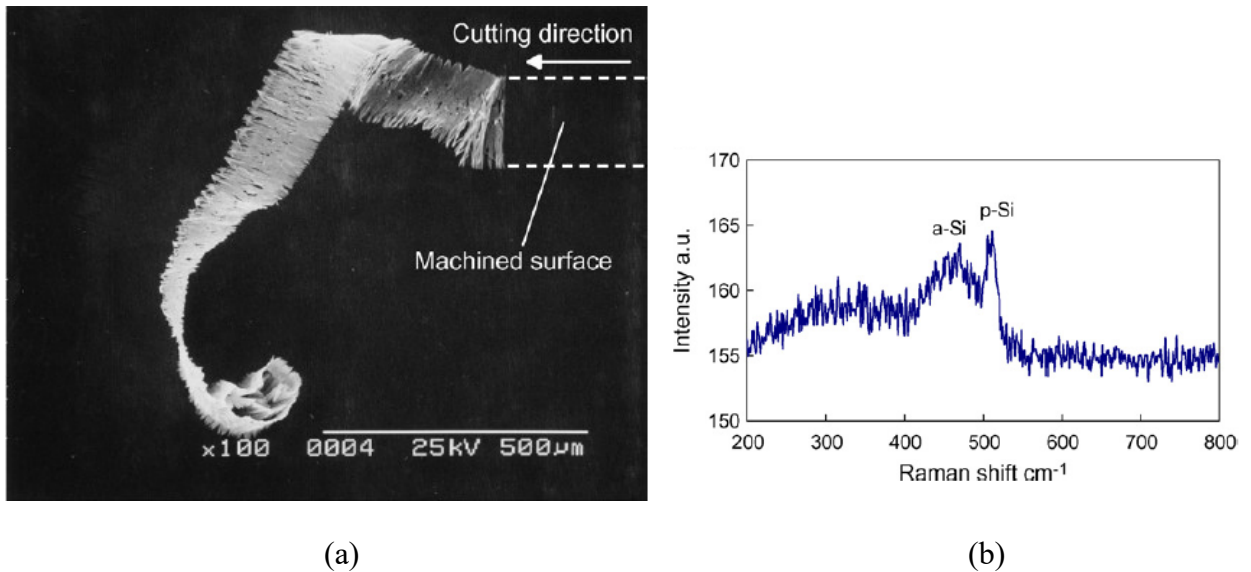 Cutting direction
Machined surface
x100 0004 25kV 500µm
170
165
160
155
150
Intensity a.u.
a-Si
p-Si
200 300 400 500 600 700 800
Raman shift cm-1
(a)
(b)